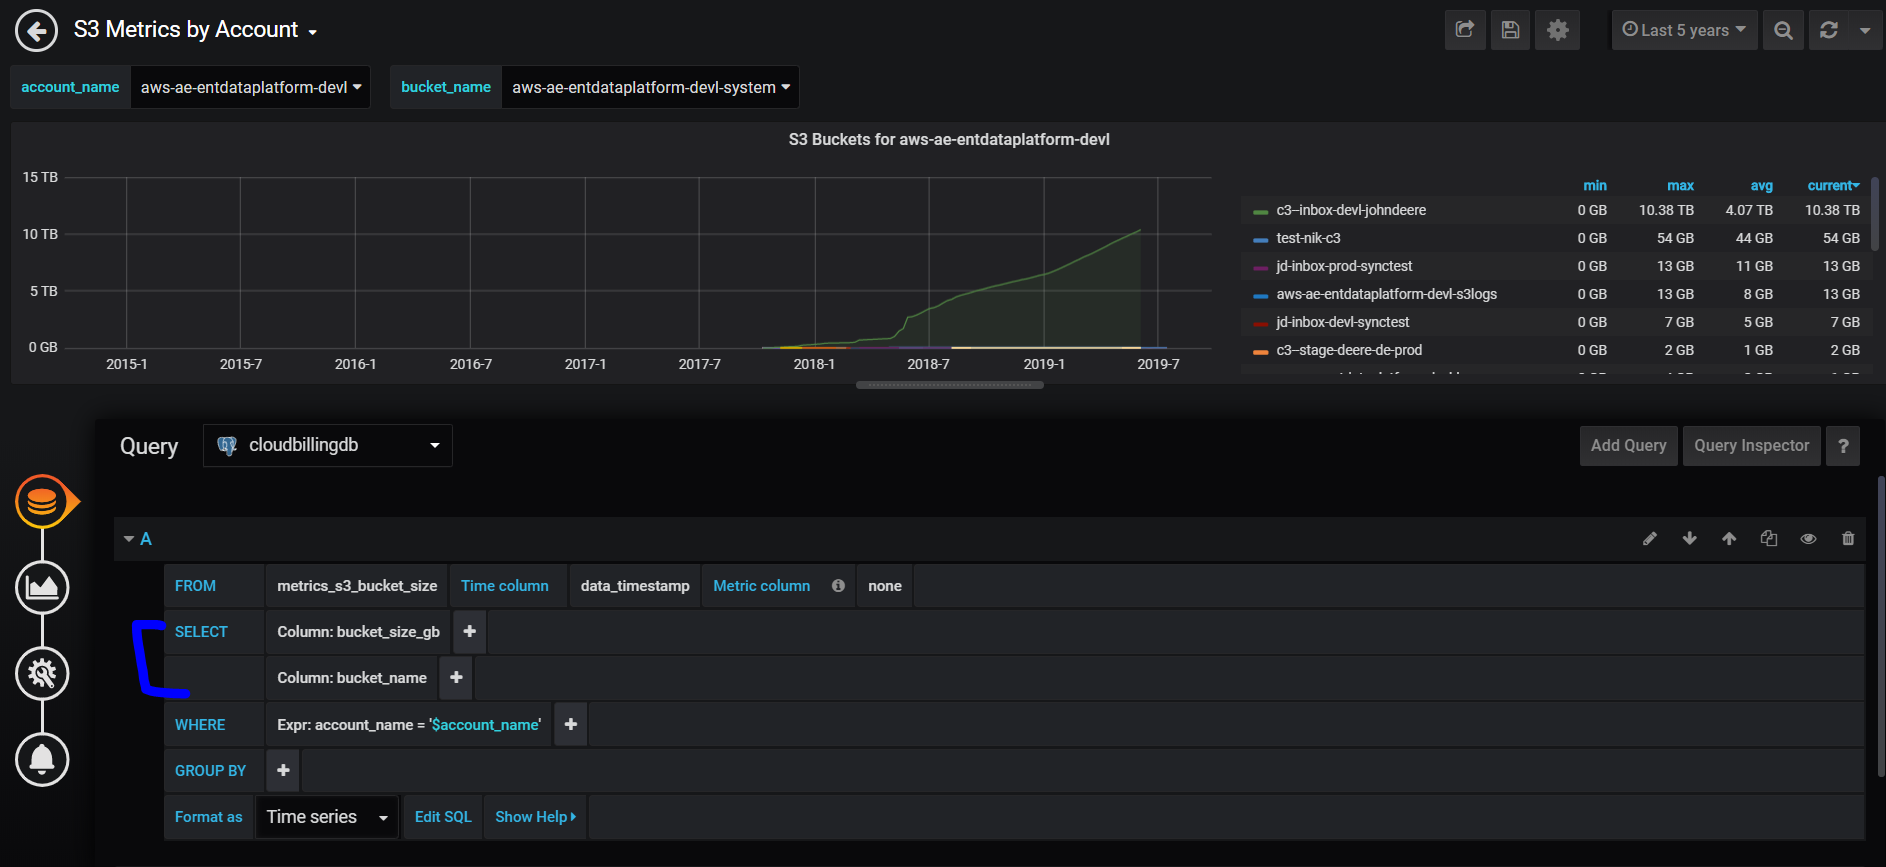 S3 Metrics by Account
Last 5 years
account_name aws-ae-entdataplatform-devl bucket_name aws-ae-entdataplatform-devl-system
S3 Buckets for aws-ae-entdataplatform-devl
15 TB
10 TB
5 TB
0 GB
2015-1 2015-7 2016-1 2016-7 2017-1 2017-7 2018-1 2018-7 2019-1 2019-7
min max avg current
c3--inbox-devl-johndeere 0 GB 10.38 TB 4.07 TB 10.38 TB
test-nik-c3 0 GB 54 GB 44 GB 54 GB
jd-inbox-prod-synctest 0 GB 13 GB 11 GB 13 GB
aws-ae-entdataplatform-devl-s3logs 0 GB 13 GB 8 GB 13 GB
jd-inbox-devl-synctest 0 GB 7 GB 5 GB 7 GB
c3--stage-deere-de-prod 0 GB 2 GB 1 GB 2 GB
Query cloudbillingdb Add Query Query Inspector ?
A
FROM metrics_s3_bucket_size Time column data_timestamp Metric column none
SELECT Column: bucket_size_gb +
Column: bucket_name +
WHERE Expr: account_name = '$account_name' +
GROUP BY +
Format as Time series Edit SQL Show Help